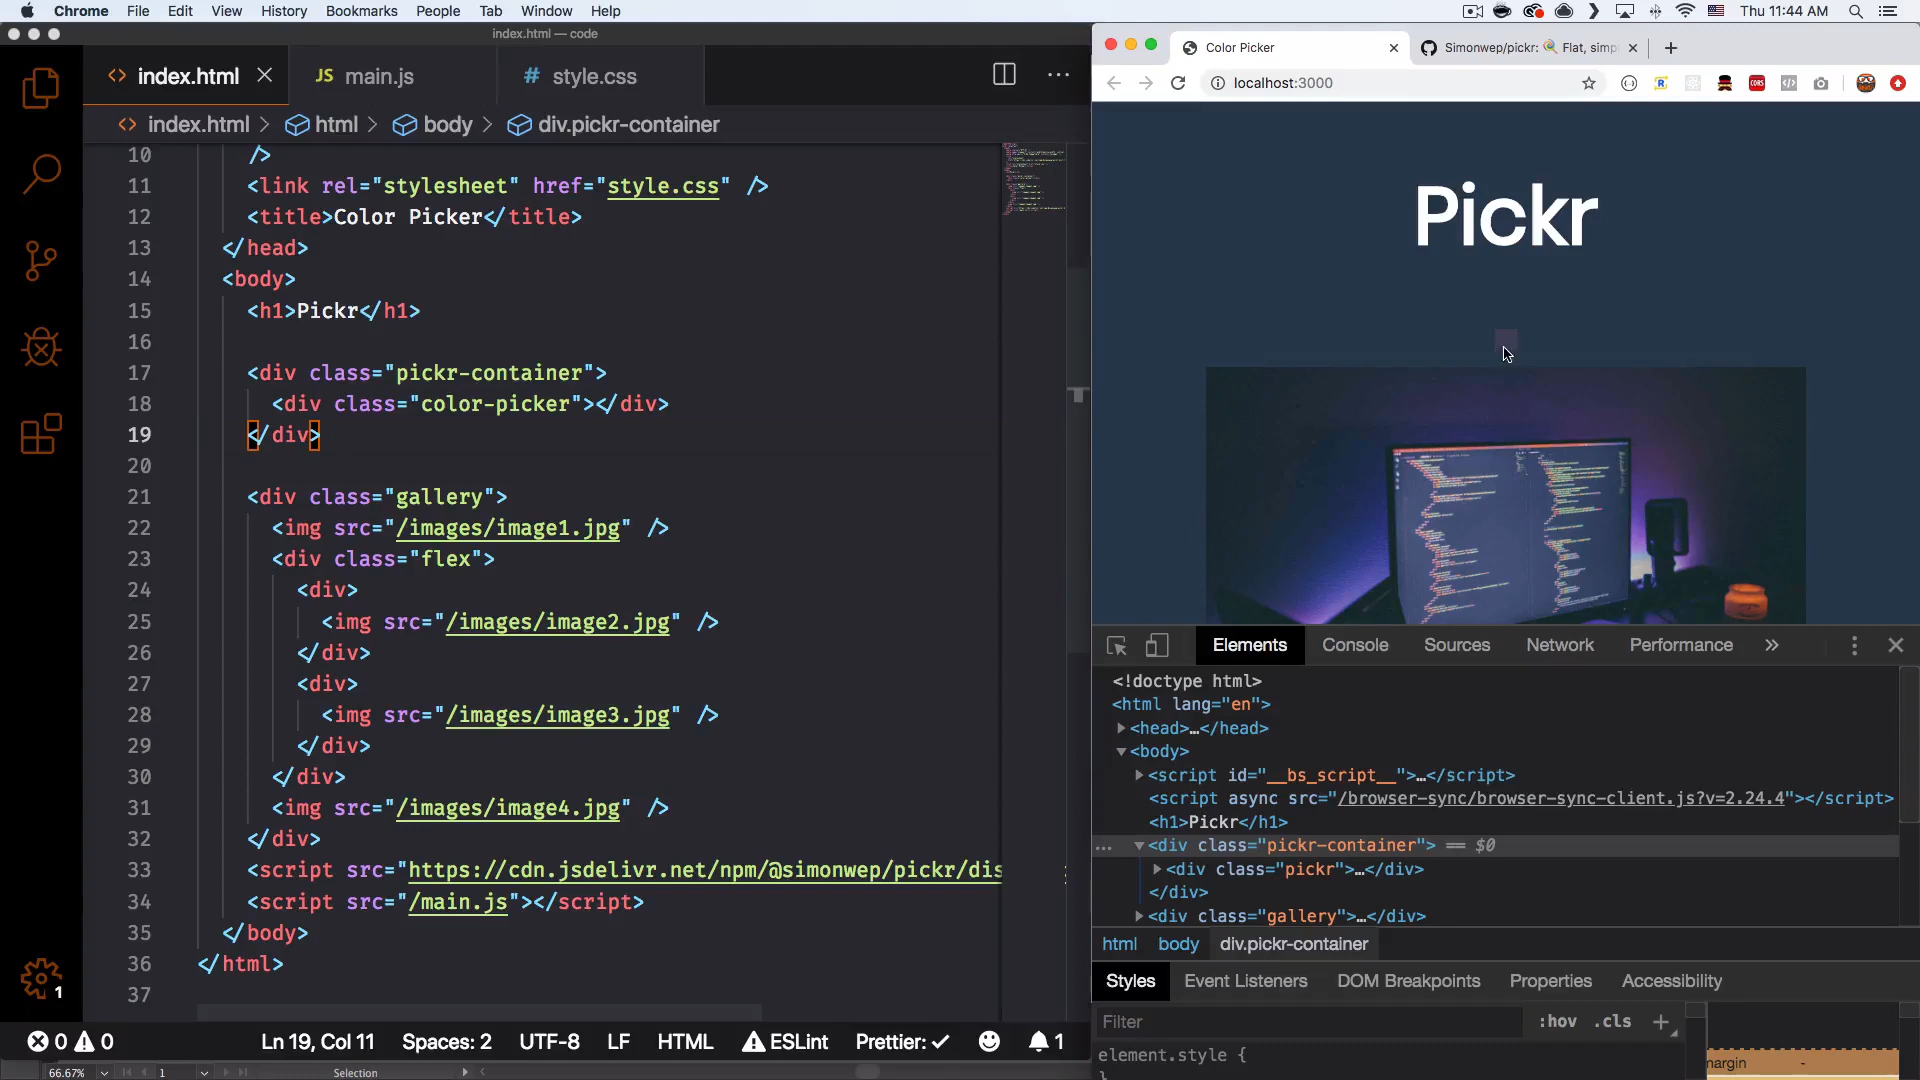 Chrome File Edit View History Bookmarks People Tab Window Help Thu 11:44 AM
index.html — code
index.html main.js style.css
JS #
index.html > html > body > div.pickr-container
10 />
11 <link rel="stylesheet" href="style.css" />
12 <title>Color Picker</title>
13 </head>
14 <body>
15 <h1>Pickr</h1>
16
17 <div class="pickr-container">
18 <div class="color-picker"></div>
19 </div>
20
21 <div class="gallery">
22 <img src="/images/image1.jpg" />
23 <div class="flex">
24 <div>
25 <img src="/images/image2.jpg" />
26 </div>
27 <div>
28 <img src="/images/image3.jpg" />
29 </div>
30 </div>
31 <img src="/images/image4.jpg" />
32 </div>
33 <script src="https://cdn.jsdelivr.net/npm/@simonwep/pickr/dis
34 <script src="/main.js"></script>
35 </body>
36 </html>
37
1
0 0 Ln 19, Col 11 Spaces: 2 UTF-8 LF HTML ESLint Prettier: ✓ 1
66.67% 1 Selection
Color Picker Simonwep/pickr: Flat, simp
localhost:3000
CORS
Pickr
Elements Console Sources Network Performance »
<!doctype html>
<html lang="en">
<head>…</head>
<body>
<script id="__bs_script__">…</script>
<script async src="/browser-sync/browser-sync-client.js?v=2.24.4"></script>
<h1>Pickr</h1>
<div class="pickr-container"> == $0
<div class="pickr">…</div>
</div>
<div class="gallery">…</div>
html body div.pickr-container
Styles Event Listeners DOM Breakpoints Properties Accessibility
Filter :hov .cls +
element.style {
}
margin -